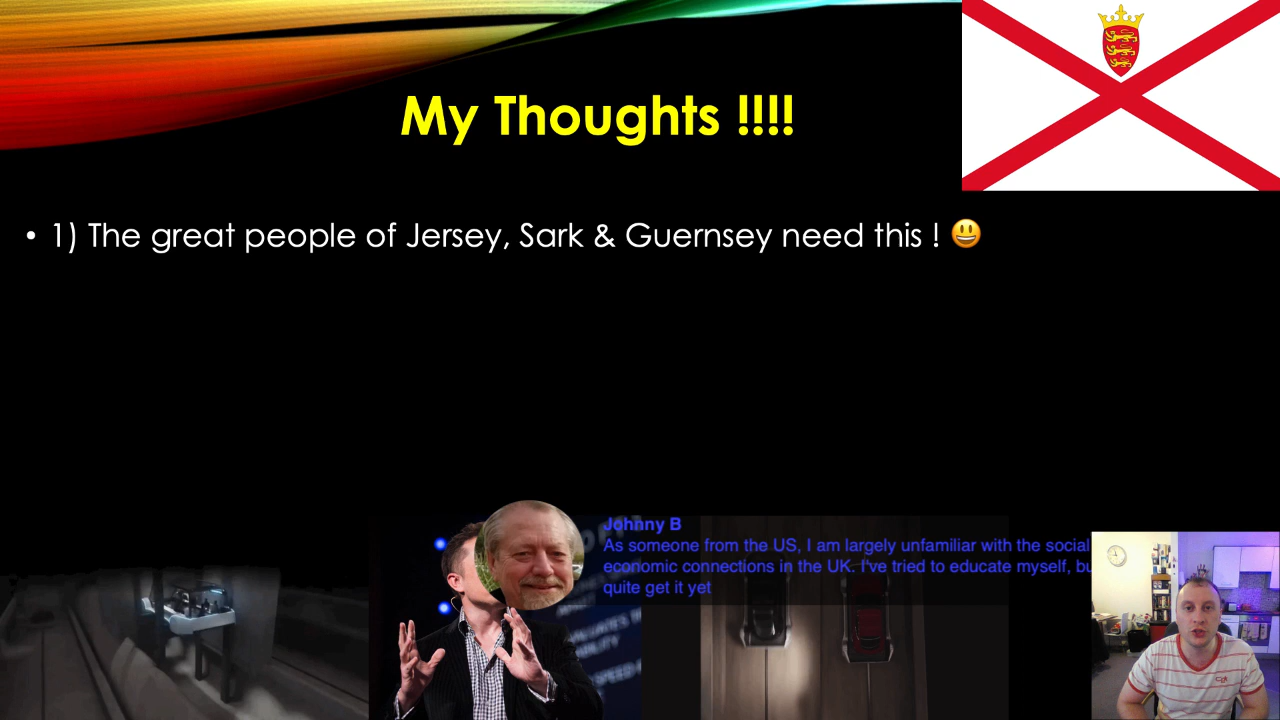 My Thoughts !!!!
• 1) The great people of Jersey, Sark & Guernsey need this ! 😃
Johnny B
As someone from the US, I am largely unfamiliar with the social
economic connections in the UK. I've tried to educate myself, bu
quite get it yet